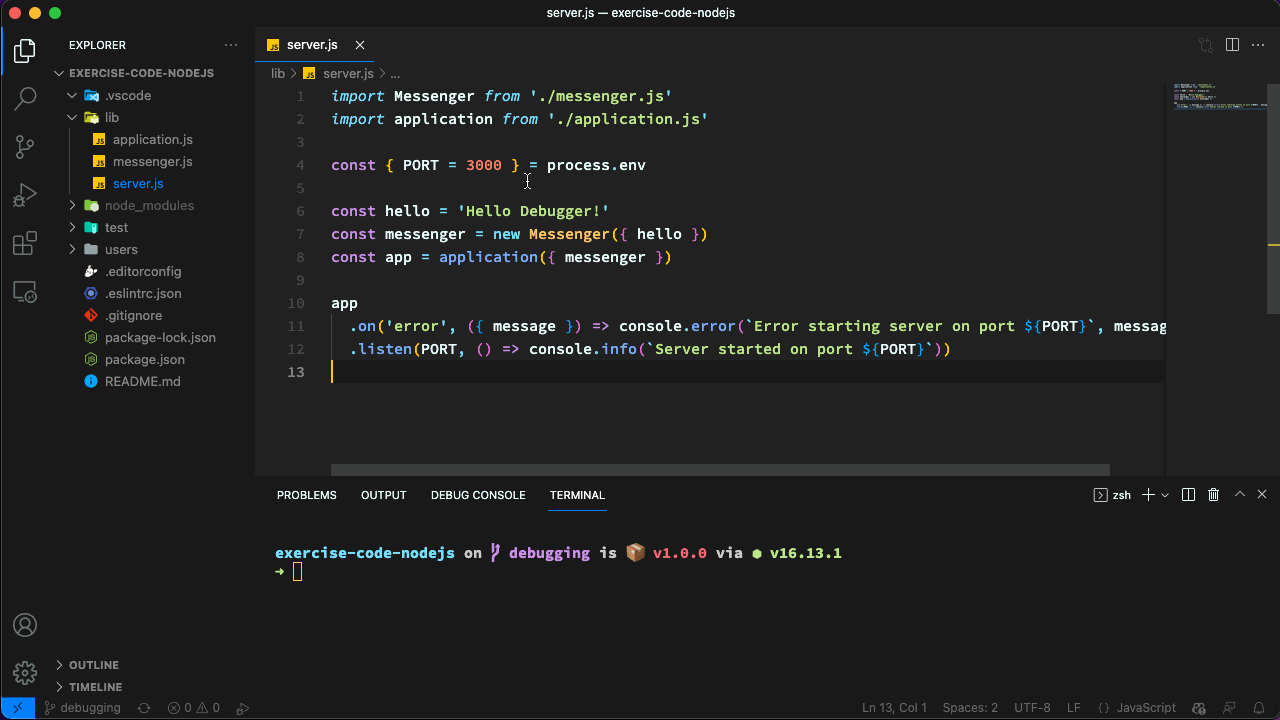 server.js — exercise-code-nodejs
EXPLORER
EXERCISE-CODE-NODEJS
.vscode
lib
JS application.js
JS messenger.js
JS server.js
node_modules
test
users
.editorconfig
.eslintrc.json
.gitignore
package-lock.json
package.json
README.md
OUTLINE
TIMELINE
JS server.js
lib > JS server.js > ...
1 import Messenger from './messenger.js'
2 import application from './application.js'
3
4 const { PORT = 3000 } = process.env
5
6 const hello = 'Hello Debugger!'
7 const messenger = new Messenger({ hello })
8 const app = application({ messenger })
9
10 app
11 .on('error', ({ message }) => console.error(`Error starting server on port ${PORT}`, messag
12 .listen(PORT, () => console.info(`Server started on port ${PORT}`))
13
PROBLEMS OUTPUT DEBUG CONSOLE TERMINAL zsh
exercise-code-nodejs on debugging is 📦 v1.0.0 via ⬢ v16.13.1
➜
debugging 0 0 Ln 13, Col 1 Spaces: 2 UTF-8 LF {} JavaScript